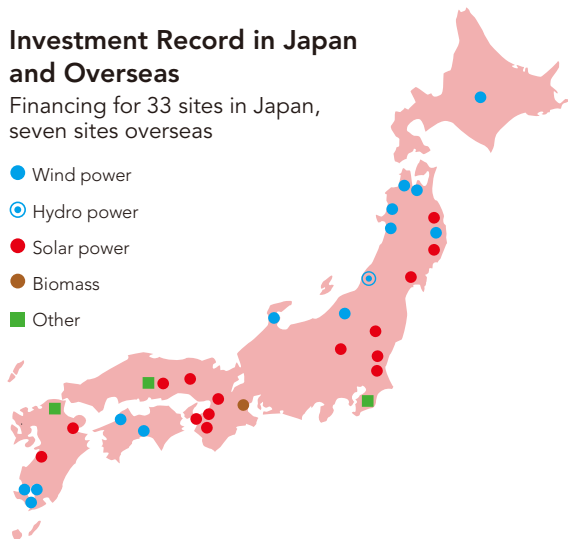 Investment Record in Japan
and Overseas
Financing for 33 sites in Japan,
seven sites overseas
Wind power
Hydro power
Solar power
Biomass
Other